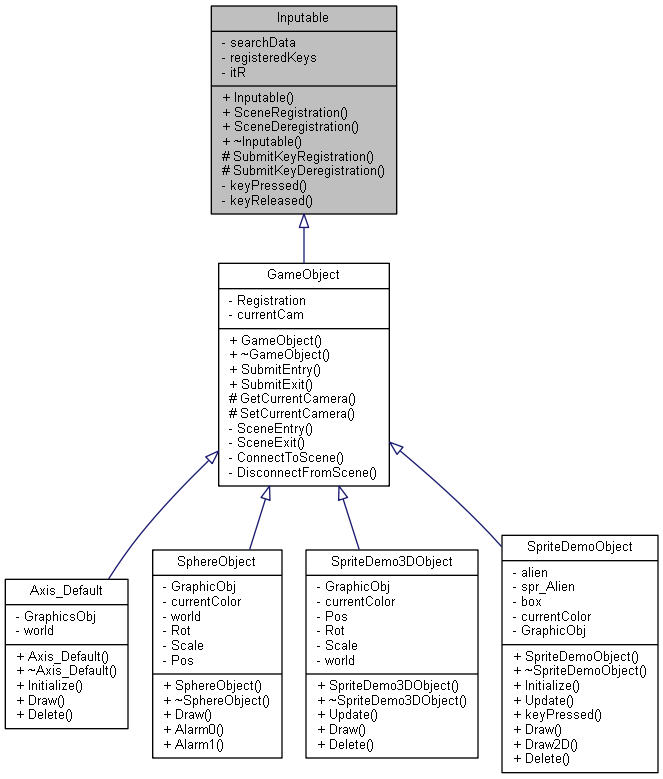 Inputable
- searchData
- registeredKeys
- itR
+ Inputable()
+ SceneRegistration()
+ SceneDeregistration()
+ ~Inputable()
# SubmitKeyRegistration()
# SubmitKeyDeregistration()
- keyPressed()
- keyReleased()
GameObject
- Registration
- currentCam
+ GameObject()
+ ~GameObject()
+ SubmitEntry()
+ SubmitExit()
# GetCurrentCamera()
# SetCurrentCamera()
- SceneEntry()
- SceneExit()
- ConnectToScene()
- DisconnectFromScene()
Axis_Default
- GraphicsObj
- world
+ Axis_Default()
+ ~Axis_Default()
+ Initialize()
+ Draw()
+ Delete()
SphereObject
- GraphicObj
- currentColor
- world
- Rot
- Scale
- Pos
+ SphereObject()
+ ~SphereObject()
+ Draw()
+ Alarm0()
+ Alarm1()
SpriteDemo3DObject
- GraphicObj
- currentColor
- Pos
- Rot
- Scale
- world
+ SpriteDemo3DObject()
+ ~SpriteDemo3DObject()
+ Update()
+ Draw()
+ Delete()
SpriteDemoObject
- alien
- spr_Alien
- box
- currentColor
- GraphicObj
+ SpriteDemoObject()
+ ~SpriteDemoObject()
+ Initialize()
+ Update()
+ keyPressed()
+ Draw()
+ Draw2D()
+ Delete()